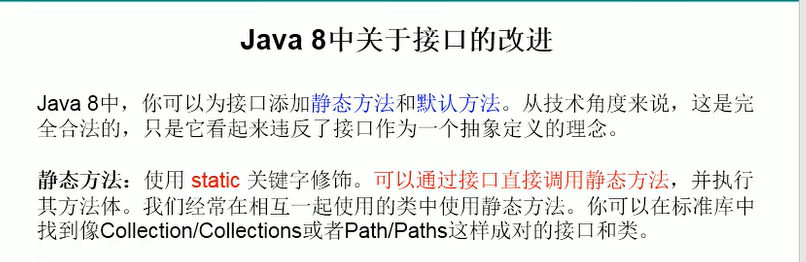 Java 8中关于接口的改进
Java 8中，你可以为接口添加静态方法和默认方法。从技术角度来说，这是完
全合法的，只是它看起来违反了接口作为一个抽象定义的理念。
静态方法：使用 static 关键字修饰。可以通过接口直接调用静态方法，并执行
其方法体。我们经常在相互一起使用的类中使用静态方法。你可以在标准库中
找到像Collection/Collections或者Path/Paths这样成对的接口和类。